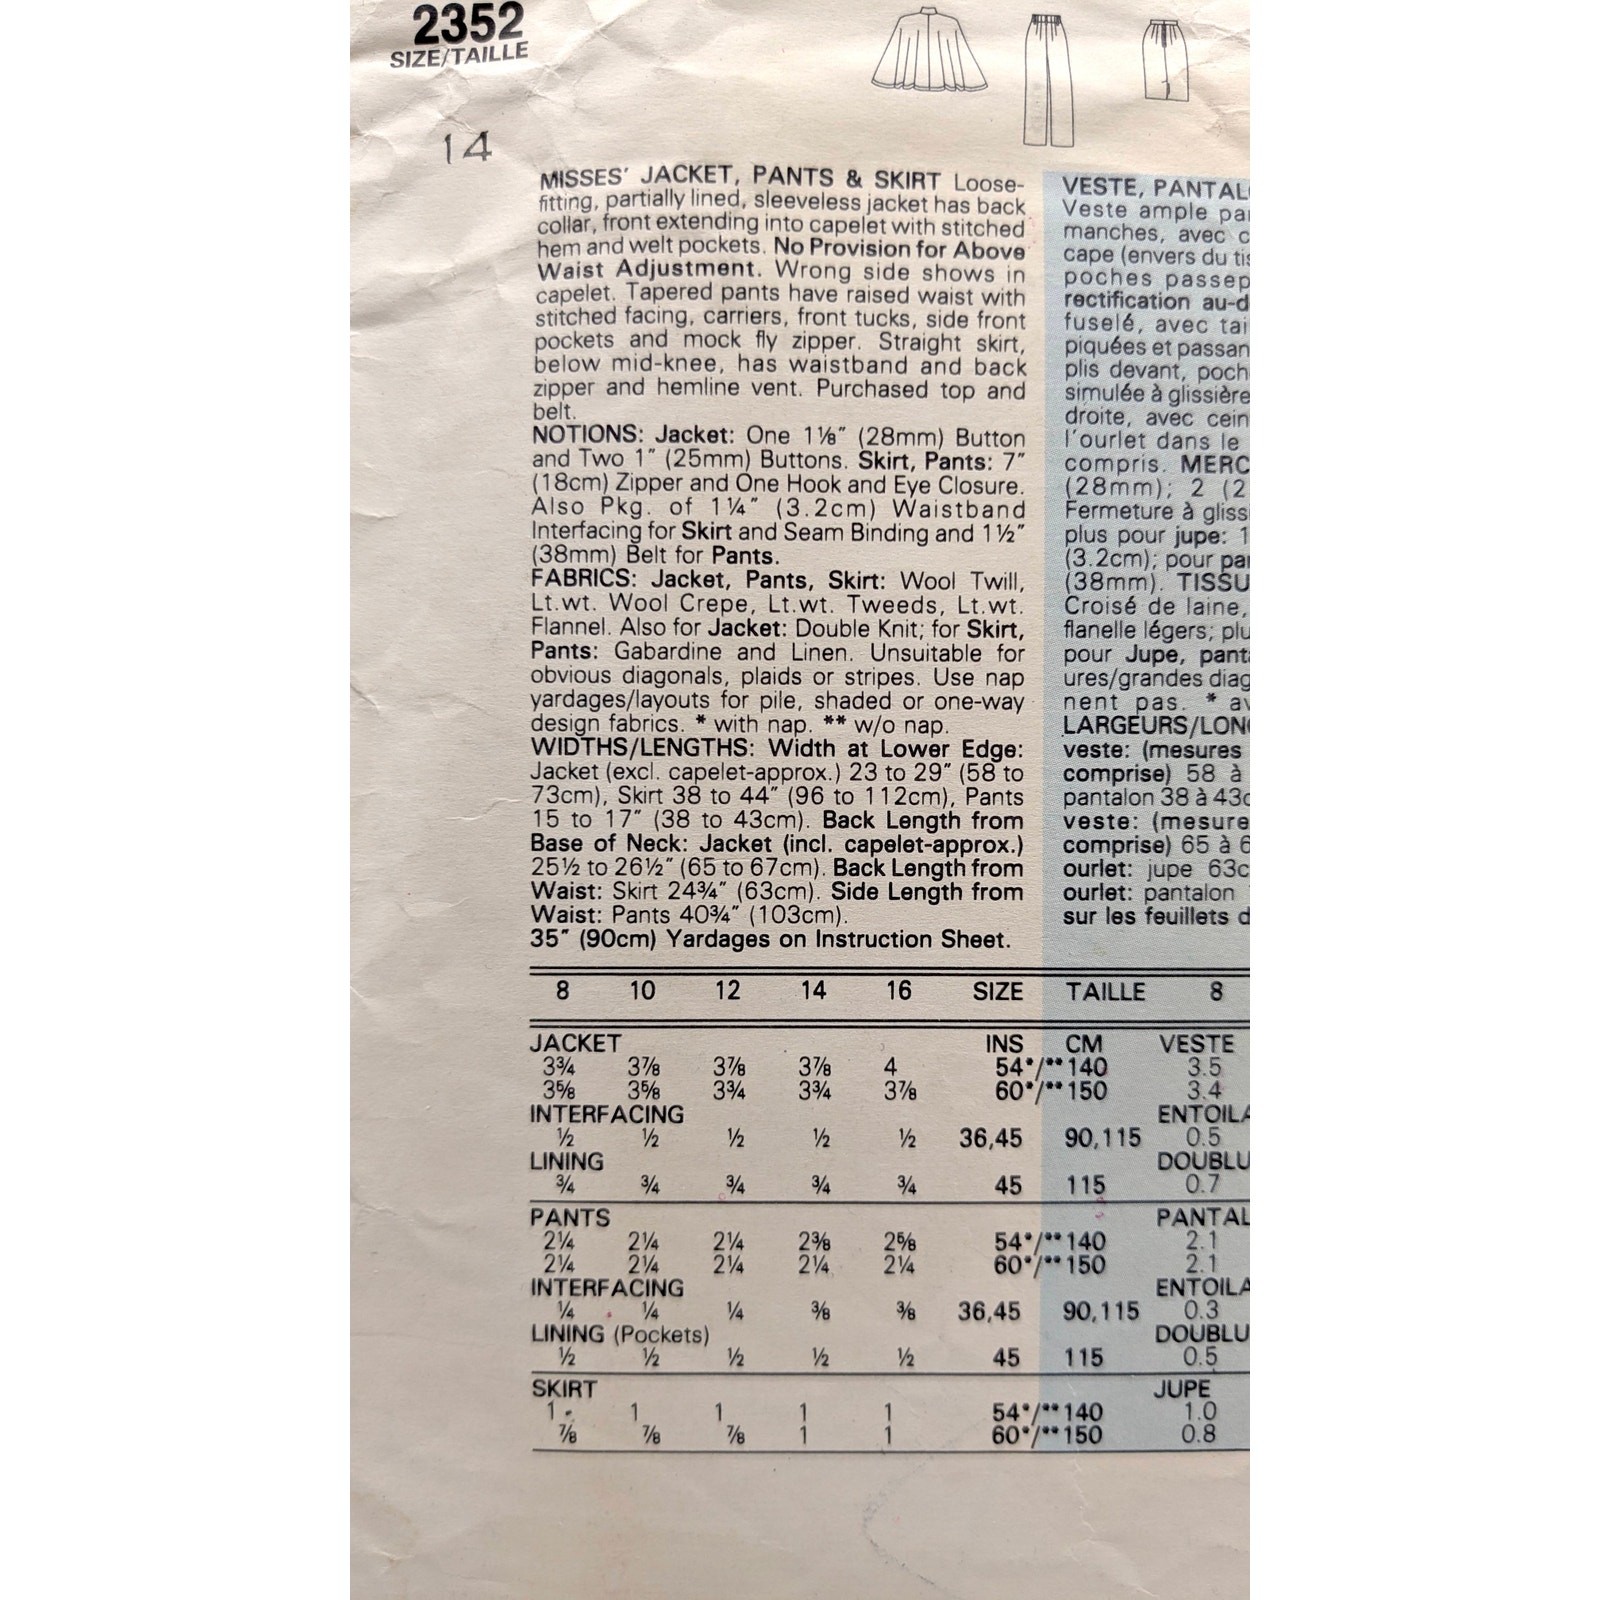 2352
SIZE/TAILLE
14
MISSES' JACKET, PANTS & SKIRT Loose-
fitting, partially lined, sleeveless jacket has back
collar, front extending into capelet with stitched
hem and welt pockets. No Provision for Above
Waist Adjustment. Wrong side shows in
capelet. Tapered pants have raised waist with
stitched facing, carriers, front tucks, side front
pockets and mock fly zipper. Straight skirt,
below mid-knee, has waistband and back
zipper and hemline vent. Purchased top and
belt.
NOTIONS: Jacket: One 1⅛" (28mm) Button
and Two 1" (25mm) Buttons. Skirt, Pants: 7"
(18cm) Zipper and One Hook and Eye Closure.
Also Pkg. of 1¼" (3.2cm) Waistband
Interfacing for Skirt and Seam Binding and 1½"
(38mm) Belt for Pants.
FABRICS: Jacket, Pants, Skirt: Wool Twill,
Lt.wt. Wool Crepe, Lt.wt. Tweeds, Lt.wt.
Flannel. Also for Jacket: Double Knit; for Skirt,
Pants: Gabardine and Linen. Unsuitable for
obvious diagonals, plaids or stripes. Use nap
yardages/layouts for pile, shaded or one-way
design fabrics. * with nap. ** w/o nap.
WIDTHS/LENGTHS: Width at Lower Edge:
Jacket (excl. capelet-approx.) 23 to 29" (58 to
73cm), Skirt 38 to 44" (96 to 112cm), Pants
15 to 17" (38 to 43cm). Back Length from
Base of Neck: Jacket (incl. capelet-approx.)
25½ to 26½" (65 to 67cm). Back Length from
Waist: Skirt 24¾" (63cm). Side Length from
Waist: Pants 40¾" (103cm).
35" (90cm) Yardages on Instruction Sheet.
VESTE, PANTAL
Veste ample pa
manches, avec c
cape (envers du tis
poches passep
rectification au-d
fuselé, avec tai
piquées et passan
plis devant, poch
simulée à glissière
droite, avec cein
l'ourlet dans le
compris. MERC
(28mm); 2 (2
Fermeture à gliss
plus pour jupe: 1
(3.2cm); pour pa
(38mm). TISSU
Croisé de laine,
flanelle légers; plu
pour Jupe, pant
ures/grandes diag
nent pas. * av
LARGEURS/LON
veste: (mesures
comprise) 58 à
pantalon 38 à 43c
veste: (mesure
comprise) 65 à 6
ourlet: jupe 63c
ourlet: pantalon
sur les feuillets d
8 10 12 14 16 SIZE TAILLE 8
JACKET INS CM VESTE
3¾ 3⅞ 3⅞ 3⅞ 4 54*/**140 3.5
3⅝ 3⅝ 3¾ 3¾ 3⅞ 60*/**150 3.4
INTERFACING ENTOILA
½ ½ ½ ½ ½ 36,45 90,115 0.5
LINING DOUBLU
¾ ¾ ¾ ¾ ¾ 45 115 0.7
PANTS PANTAL
2¼ 2¼ 2¼ 2⅜ 2⅝ 54*/**140 2.1
2¼ 2¼ 2¼ 2¼ 2¼ 60*/**150 2.1
INTERFACING ENTOILA
¼ ¼ ¼ ⅜ ⅜ 36,45 90,115 0.3
LINING (Pockets) DOUBLU
½ ½ ½ ½ ½ 45 115 0.5
SKIRT JUPE
1 1 1 1 1 54*/**140 1.0
⅞ ⅞ ⅞ 1 1 60*/**150 0.8